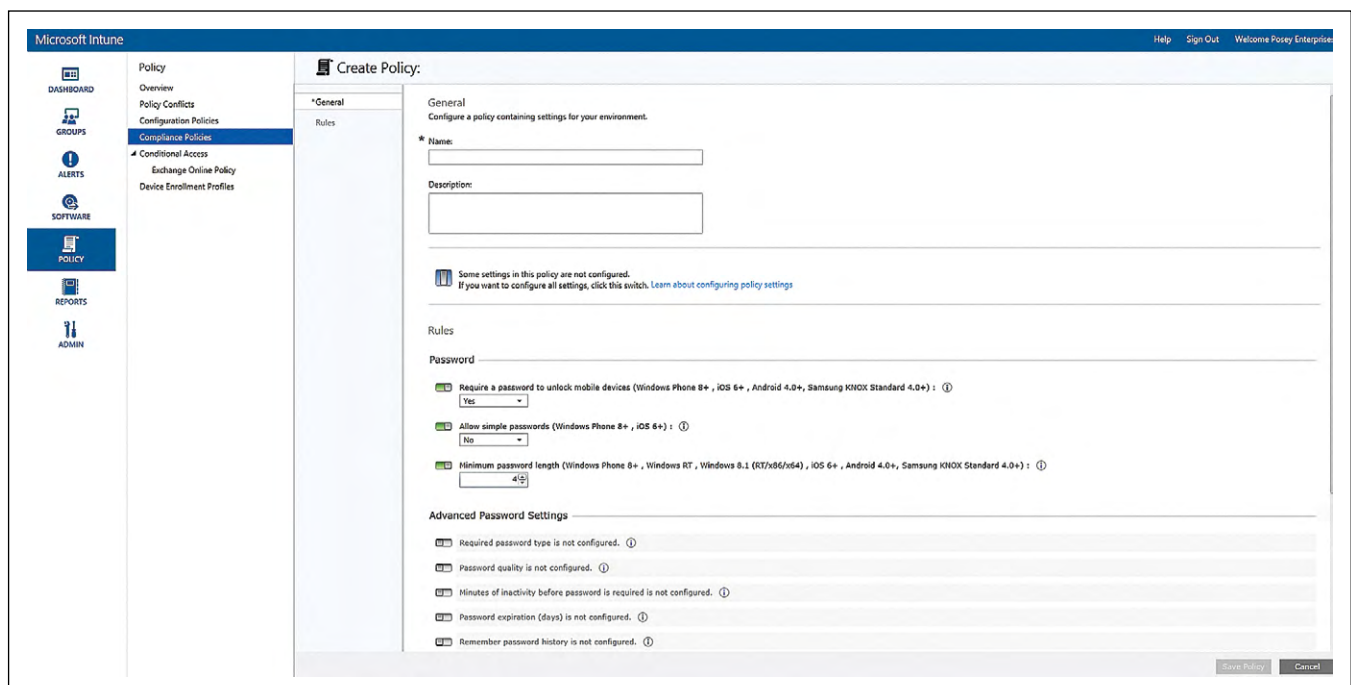 Microsoft Intune
Help Sign Out Welcome Posey Enterprises
DASHBOARD
GROUPS
ALERTS
SOFTWARE
POLICY
REPORTS
ADMIN
Policy
Overview
Policy Conflicts
Configuration Policies
Compliance Policies
Conditional Access
Exchange Online Policy
Device Enrollment Profiles
Create Policy:
*General
Rules
General
Configure a policy containing settings for your environment.
* Name:
Description:
Some settings in this policy are not configured.
If you want to configure all settings, click this switch. Learn about configuring policy settings
Rules
Password
Require a password to unlock mobile devices (Windows Phone 8+ , iOS 6+ , Android 4.0+, Samsung KNOX Standard 4.0+) :
Yes
Allow simple passwords (Windows Phone 8+ , iOS 6+) :
No
Minimum password length (Windows Phone 8+ , Windows RT , Windows 8.1 (RT/x86/x64) , iOS 6+ , Android 4.0+, Samsung KNOX Standard 4.0+) :
4
Advanced Password Settings
Required password type is not configured.
Password quality is not configured.
Minutes of inactivity before password is required is not configured.
Password expiration (days) is not configured.
Remember password history is not configured.
Save Policy Cancel